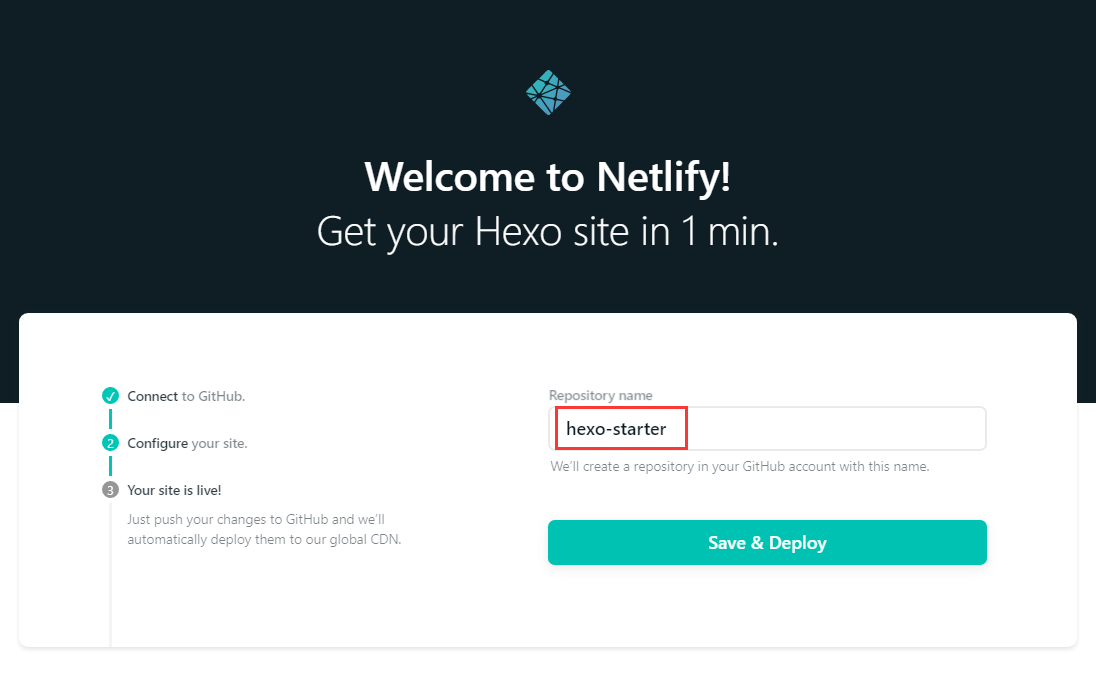 Welcome to Netlify!
Get your Hexo site in 1 min.
Connect to GitHub.
2 Configure your site.
3 Your site is live!
Just push your changes to GitHub and we'll
automatically deploy them to our global CDN.
Repository name
hexo-starter
We'll create a repository in your GitHub account with this name.
Save & Deploy